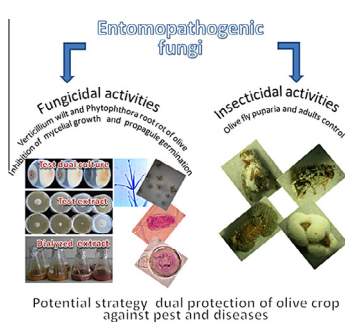 Entomopathogenic
fungi
Fungicidal activities
Verticillium wilt and Phytophthora root rot of olive
Inhibition of mycelial growth and propagule germination
Test dual culture
Test extract
Dialyzed extract
Insecticidal activities
Olive fly puparia and adults control
Potential strategy dual protection of olive crop
against pest and diseases